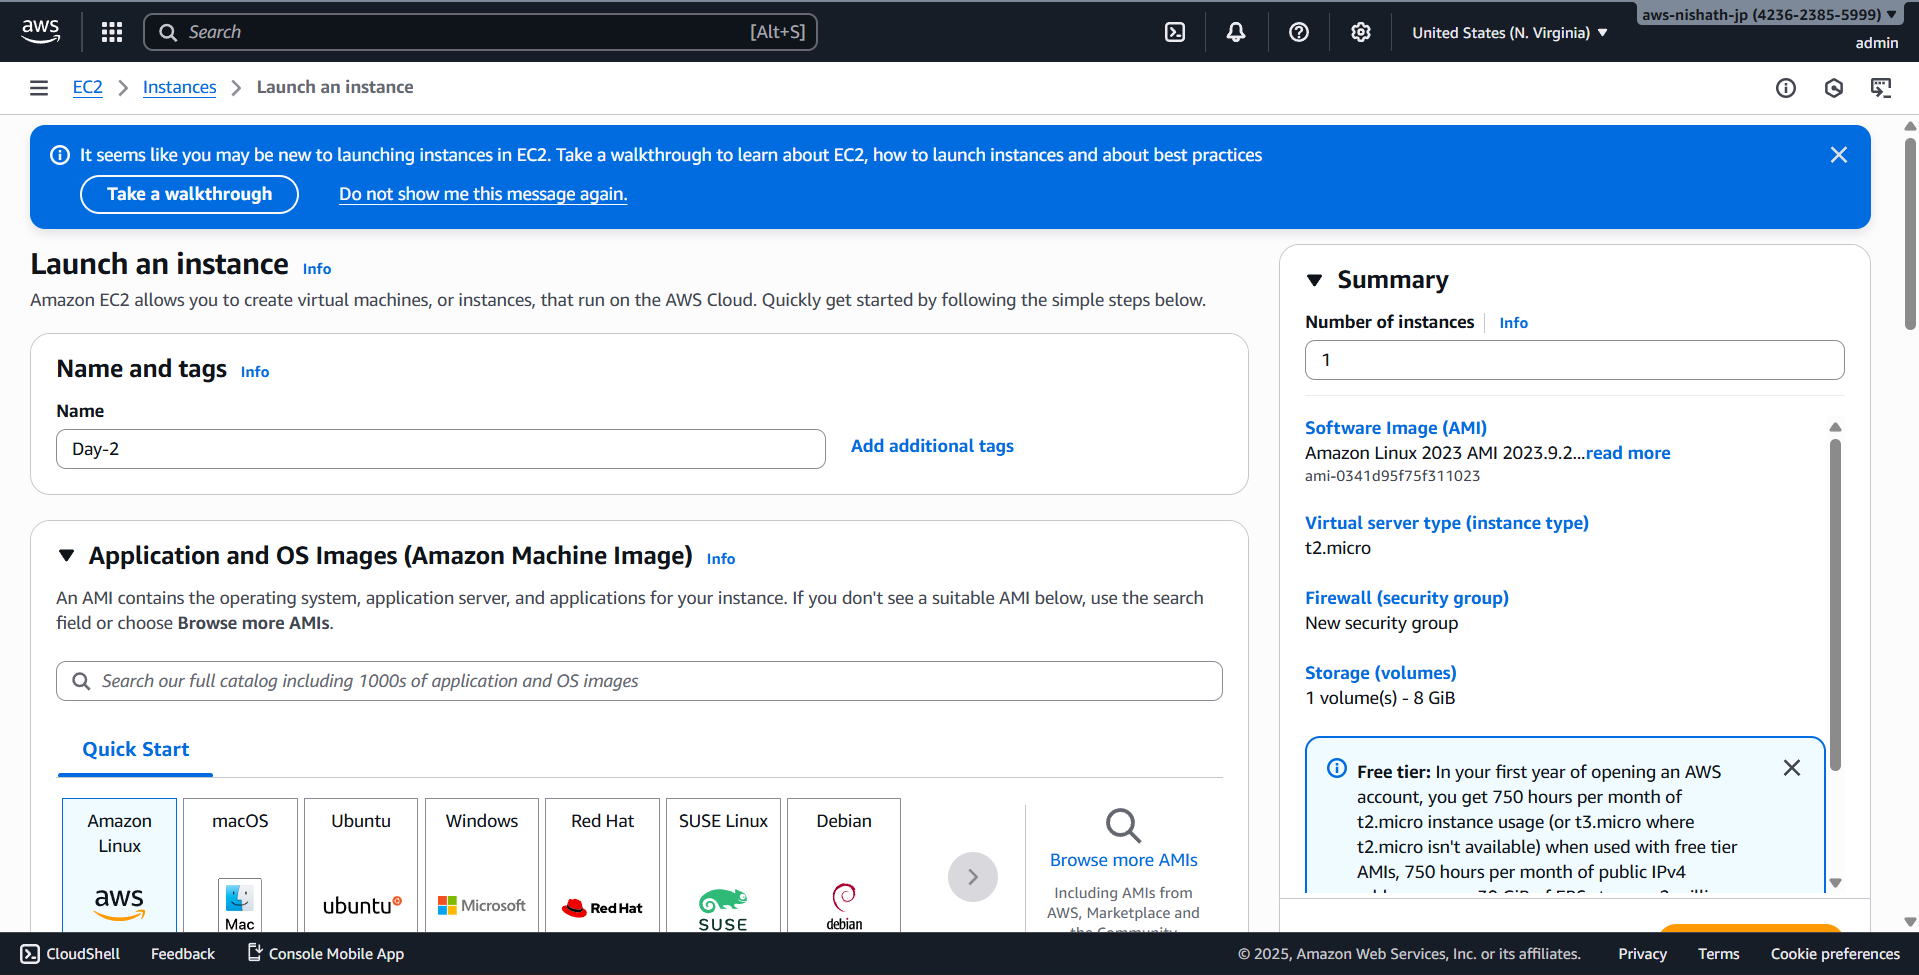 aws
Search [Alt+S]
United States (N. Virginia)
aws-nishath-jp (4236-2385-5999)
admin
EC2
Instances
Launch an instance
It seems like you may be new to launching instances in EC2. Take a walkthrough to learn about EC2, how to launch instances and about best practices
Take a walkthrough
Do not show me this message again.
Launch an instance Info
Amazon EC2 allows you to create virtual machines, or instances, that run on the AWS Cloud. Quickly get started by following the simple steps below.
Name and tags Info
Name
Day-2
Add additional tags
Application and OS Images (Amazon Machine Image) Info
An AMI contains the operating system, application server, and applications for your instance. If you don't see a suitable AMI below, use the search
field or choose Browse more AMIs.
Search our full catalog including 1000s of application and OS images
Quick Start
Amazon
Linux
aws
macOS
Mac
Ubuntu
ubuntu
Windows
Microsoft
Red Hat
Red Hat
SUSE Linux
SUSE
Debian
debian
Browse more AMIs
Including AMIs from
AWS, Marketplace and
the Community
Summary
Number of instances Info
1
Software Image (AMI)
Amazon Linux 2023 AMI 2023.9.2...read more
ami-0341d95f75f311023
Virtual server type (instance type)
t2.micro
Firewall (security group)
New security group
Storage (volumes)
1 volume(s) - 8 GiB
Free tier: In your first year of opening an AWS
account, you get 750 hours per month of
t2.micro instance usage (or t3.micro where
t2.micro isn't available) when used with free tier
AMIs, 750 hours per month of public IPv4
CloudShell
Feedback
Console Mobile App
© 2025, Amazon Web Services, Inc. or its affiliates.
Privacy
Terms
Cookie preferences